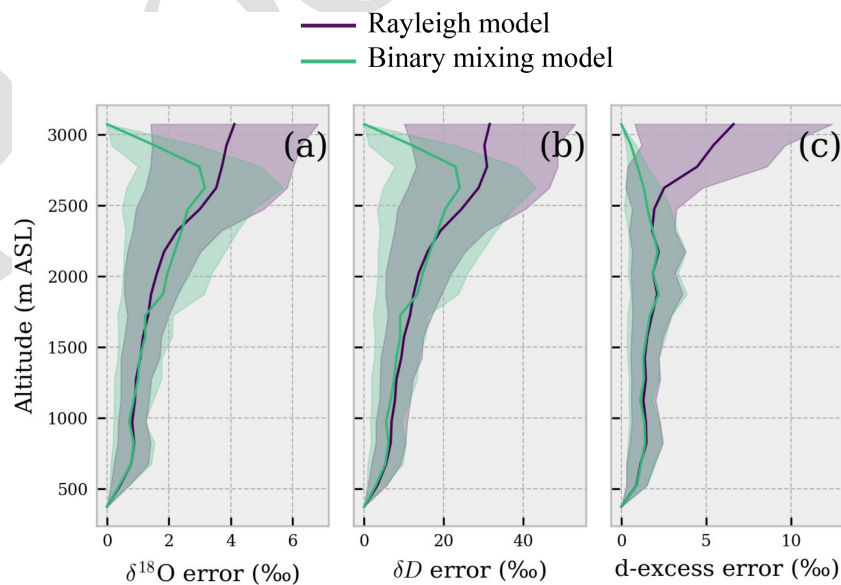 Rayleigh model
Binary mixing model
(a) (b) (c)
3000
2500
2000
1500
1000
500
Altitude (m ASL)
0 2 4 6
0 20 40
0 5 10
δ¹⁸O error (‰)
δD error (‰)
d-excess error (‰)